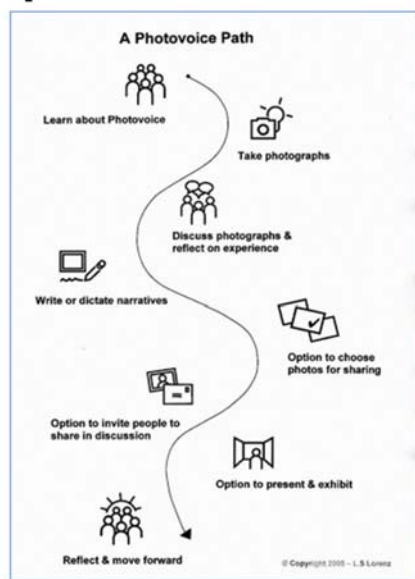 A Photovoice Path
Learn about Photovoice
Take photographs
Discuss photographs &
reflect on experience
Write or dictate narratives
Option to choose
photos for sharing
Option to invite people to
share in discussion
Option to present & exhibit
Reflect & move forward
© Copyright 2005 – L.S Lorenz